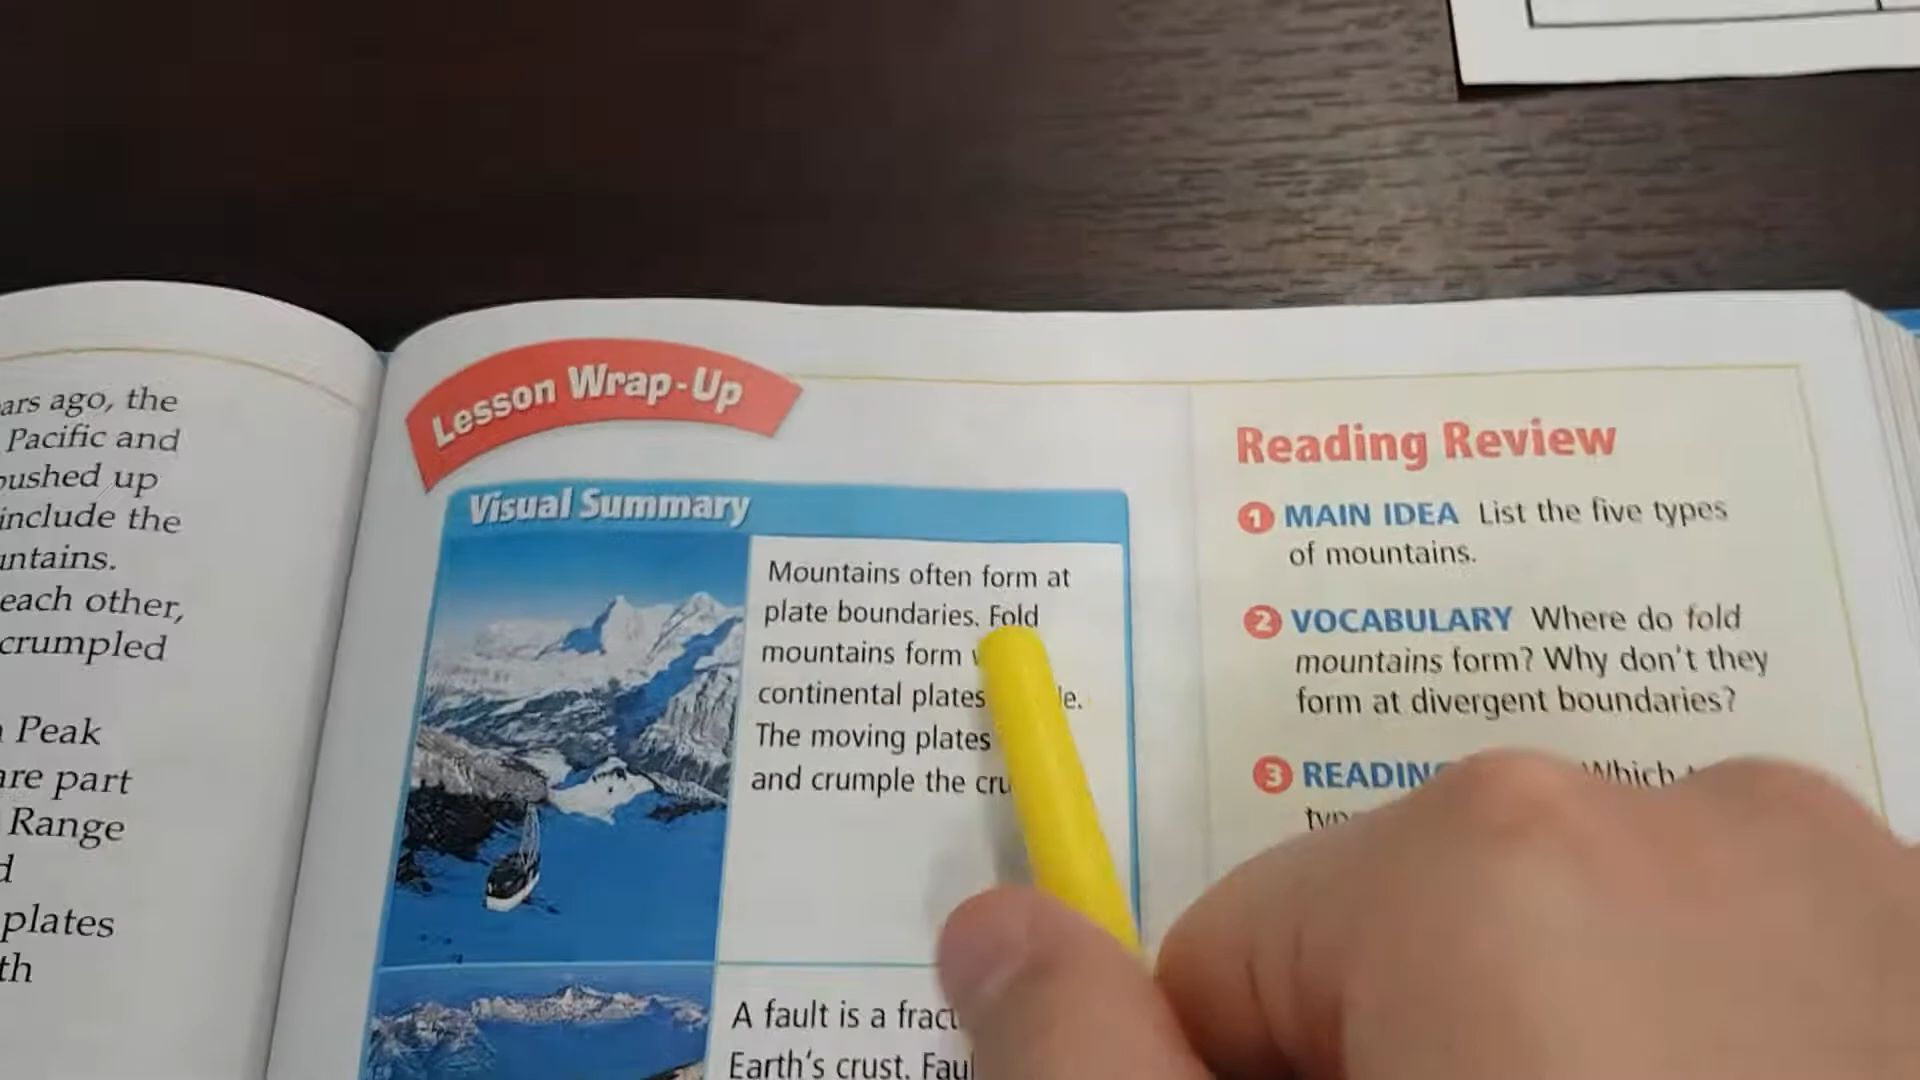 ars ago, the
Pacific and
pushed up
include the
untains.
each other,
crumpled
Peak
are part
Range
d
plates
th
Lesson Wrap-Up
Visual Summary
Mountains often form at
plate boundaries. Fold
mountains form
continental plates
The moving plates
and crumple the
A fault is a
Earth's crust.
Reading Review
1 MAIN IDEA List the five types
of mountains.
2 VOCABULARY Where do fold
mountains form? Why don't they
form at divergent boundaries?
3 READING Which